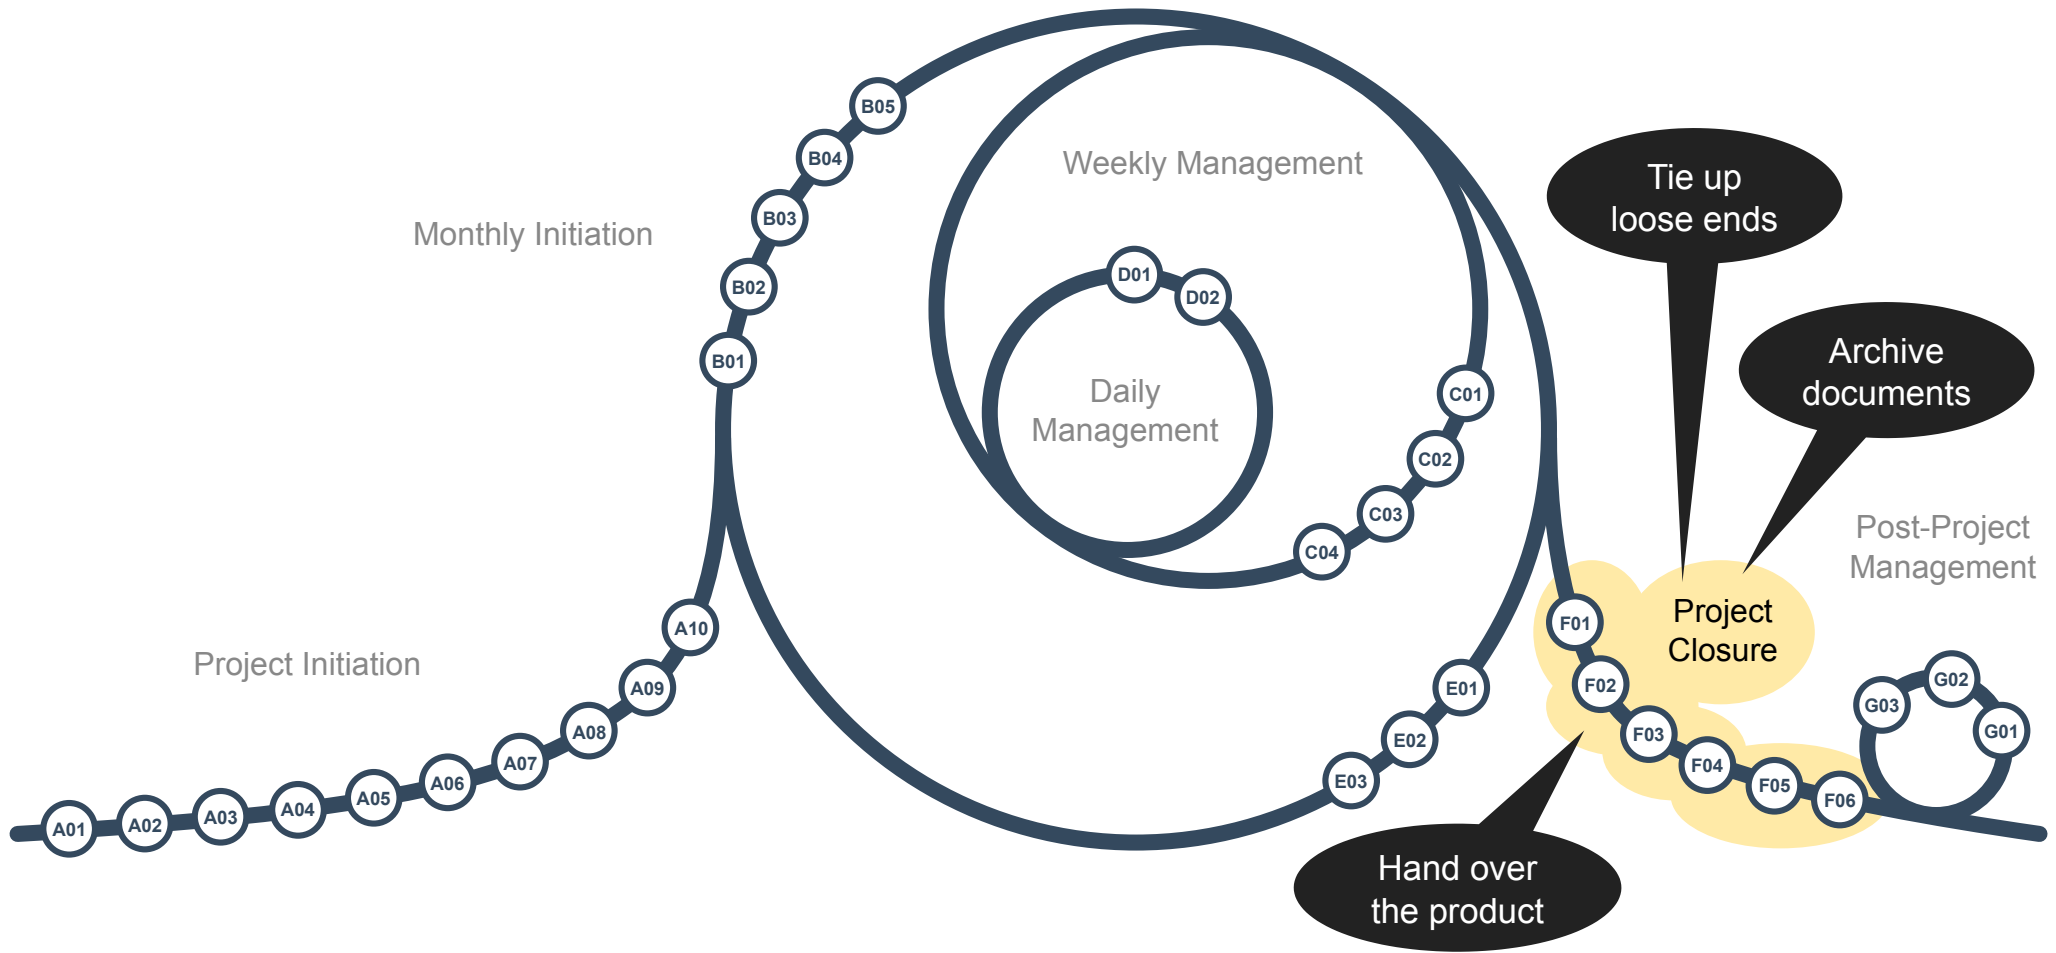 B05
B04
B03
B02
B01
Monthly Initiation
Weekly Management
D01
D02
Daily
Management
C01
C02
C03
C04
Tie up
loose ends
Archive
documents
Post-Project
Management
Project
Closure
Project Initiation
A01
A02
A03
A04
A05
A06
A07
A08
A09
A10
E01
E02
E03
F01
F02
F03
F04
F05
F06
G03
G02
G01
Hand over
the product